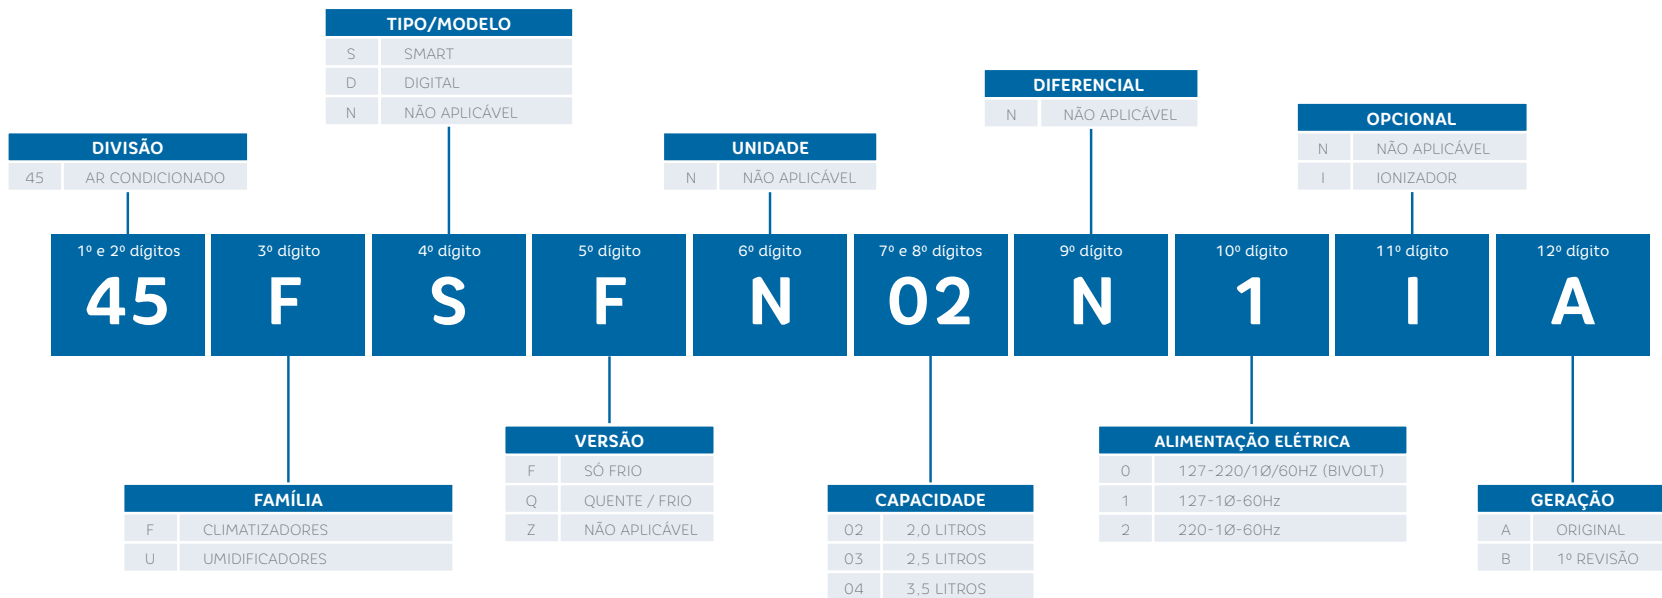 TIPO/MODELO
S SMART
D DIGITAL
N NÃO APLICÁVEL
DIFERENCIAL
N NÃO APLICÁVEL
OPCIONAL
N NÃO APLICÁVEL
I IONIZADOR
DIVISÃO
45 AR CONDICIONADO
UNIDADE
N NÃO APLICÁVEL
1º e 2º dígitos 3º dígito 4º dígito 5º dígito 6º dígito 7º e 8º dígitos 9º dígito 10º dígito 11º dígito 12º dígito
45 F S F N 02 N 1 I A
VERSÃO
F SÓ FRIO
Q QUENTE / FRIO
Z NÃO APLICÁVEL
ALIMENTAÇÃO ELÉTRICA
0 127-220/1Ø/60HZ (BIVOLT)
1 127-1Ø-60Hz
2 220-1Ø-60Hz
FAMÍLIA
F CLIMATIZADORES
U UMIDIFICADORES
CAPACIDADE
02 2,0 LITROS
03 2,5 LITROS
04 3,5 LITROS
GERAÇÃO
A ORIGINAL
B 1º REVISÃO